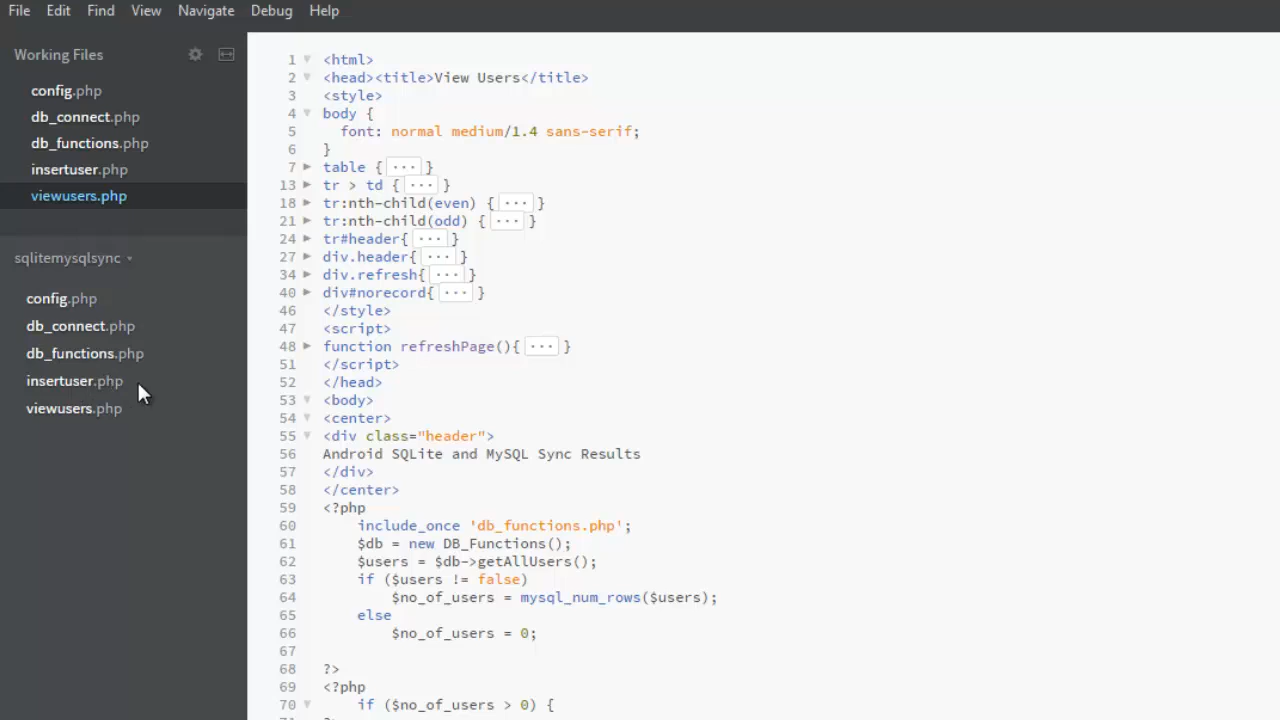 File Edit Find View Navigate Debug Help
Working Files
config.php
db_connect.php
db_functions.php
insertuser.php
viewusers.php
sqlitemysqlsync
config.php
db_connect.php
db_functions.php
insertuser.php
viewusers.php
1 <html>
2 <head><title>View Users</title>
3 <style>
4 body {
5 font: normal medium/1.4 sans-serif;
6 }
7 table { ... }
13 tr > td { ... }
18 tr:nth-child(even) { ... }
21 tr:nth-child(odd) { ... }
24 tr#header{ ... }
27 div.header{ ... }
34 div.refresh{ ... }
40 div#norecord{ ... }
46 </style>
47 <script>
48 function refreshPage(){ ... }
51 </script>
52 </head>
53 <body>
54 <center>
55 <div class="header">
56 Android SQLite and MySQL Sync Results
57 </div>
58 </center>
59 <?php
60 include_once 'db_functions.php';
61 $db = new DB_Functions();
62 $users = $db->getAllUsers();
63 if ($users != false)
64 $no_of_users = mysql_num_rows($users);
65 else
66 $no_of_users = 0;
67
68 ?>
69 <?php
70 if ($no_of_users > 0) {